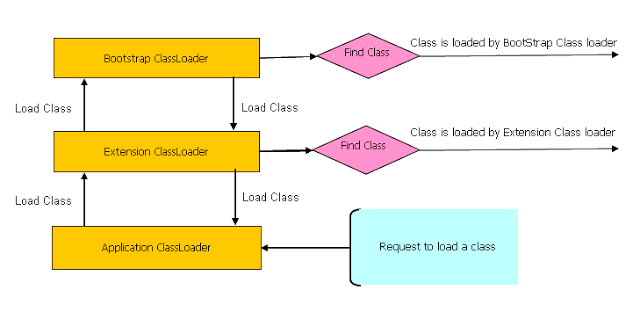 Bootstrap ClassLoader
Find Class
Class is loaded by BootStrap Class loader
Load Class
Load Class
Extension ClassLoader
Find Class
Class is loaded by Extension Class loader
Load Class
Load Class
Application ClassLoader
Request to load a class